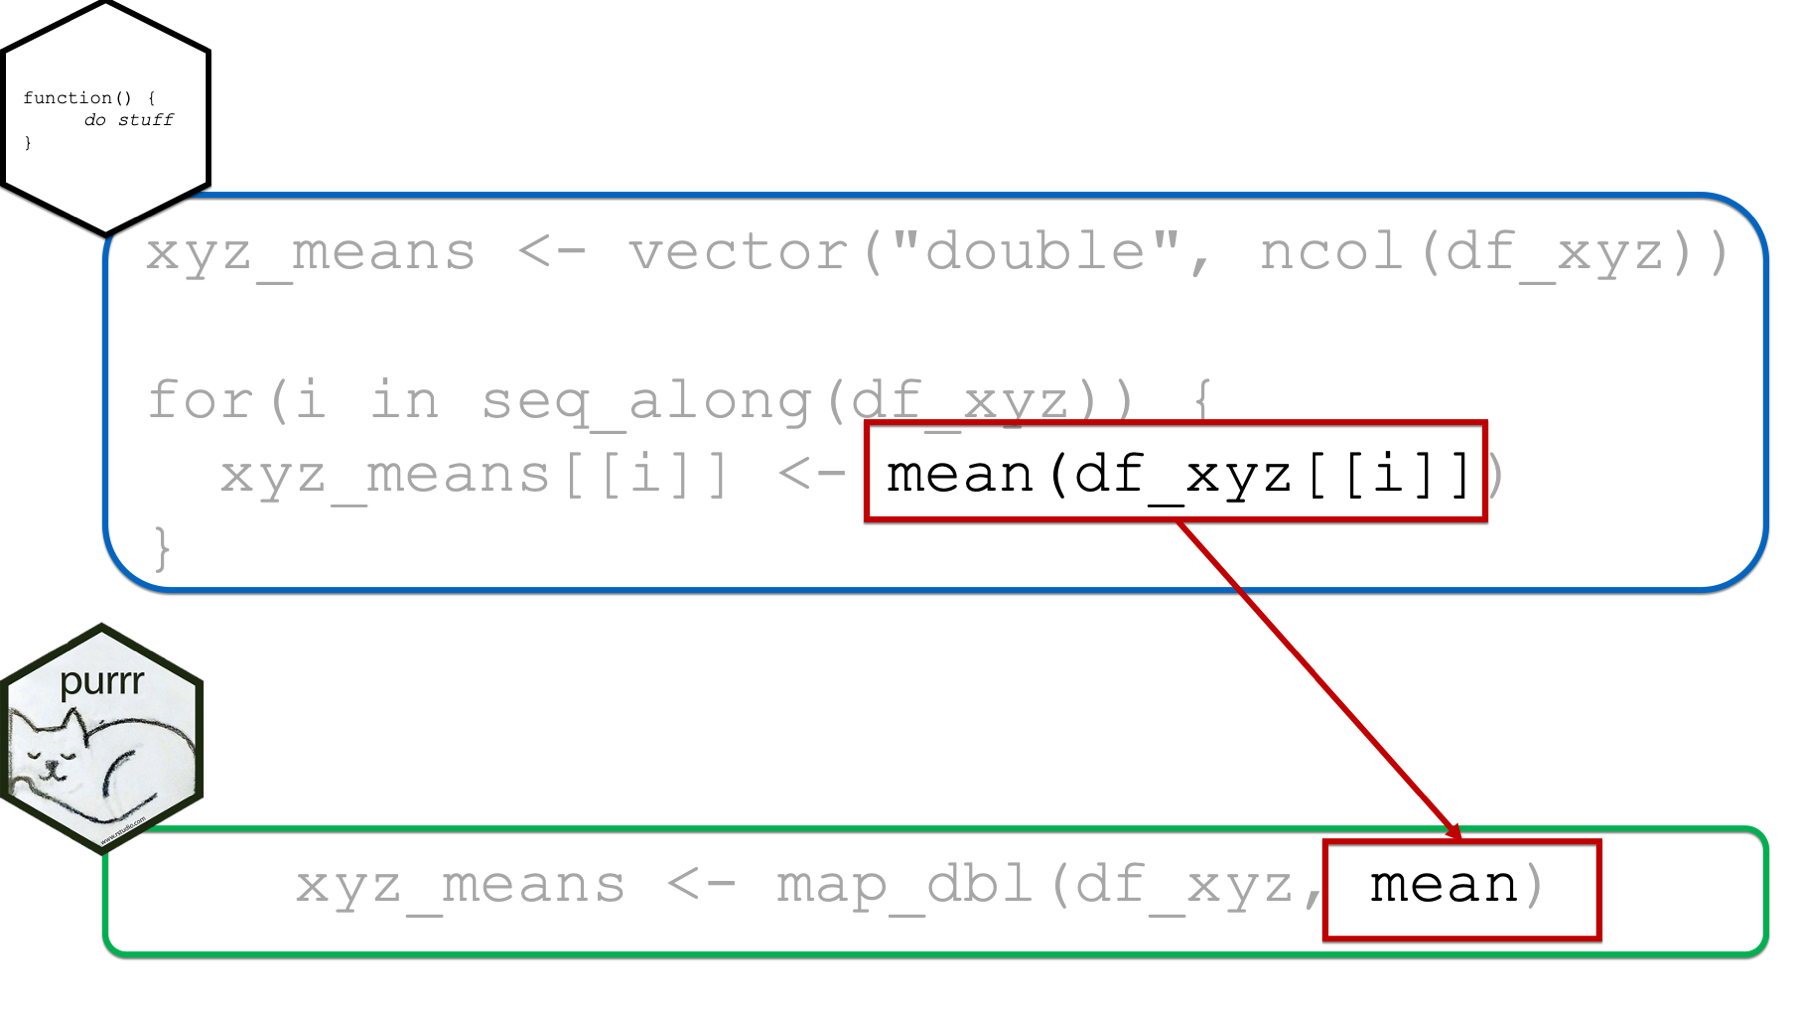 function() {
do stuff
}
xyz_means <- vector("double", ncol(df_xyz))
for(i in seq_along(df_xyz)) {
xyz_means[[i]] <- mean(df_xyz[[i]])
}
purrr
www.rstudio.com
xyz_means <- map_dbl(df_xyz, mean)